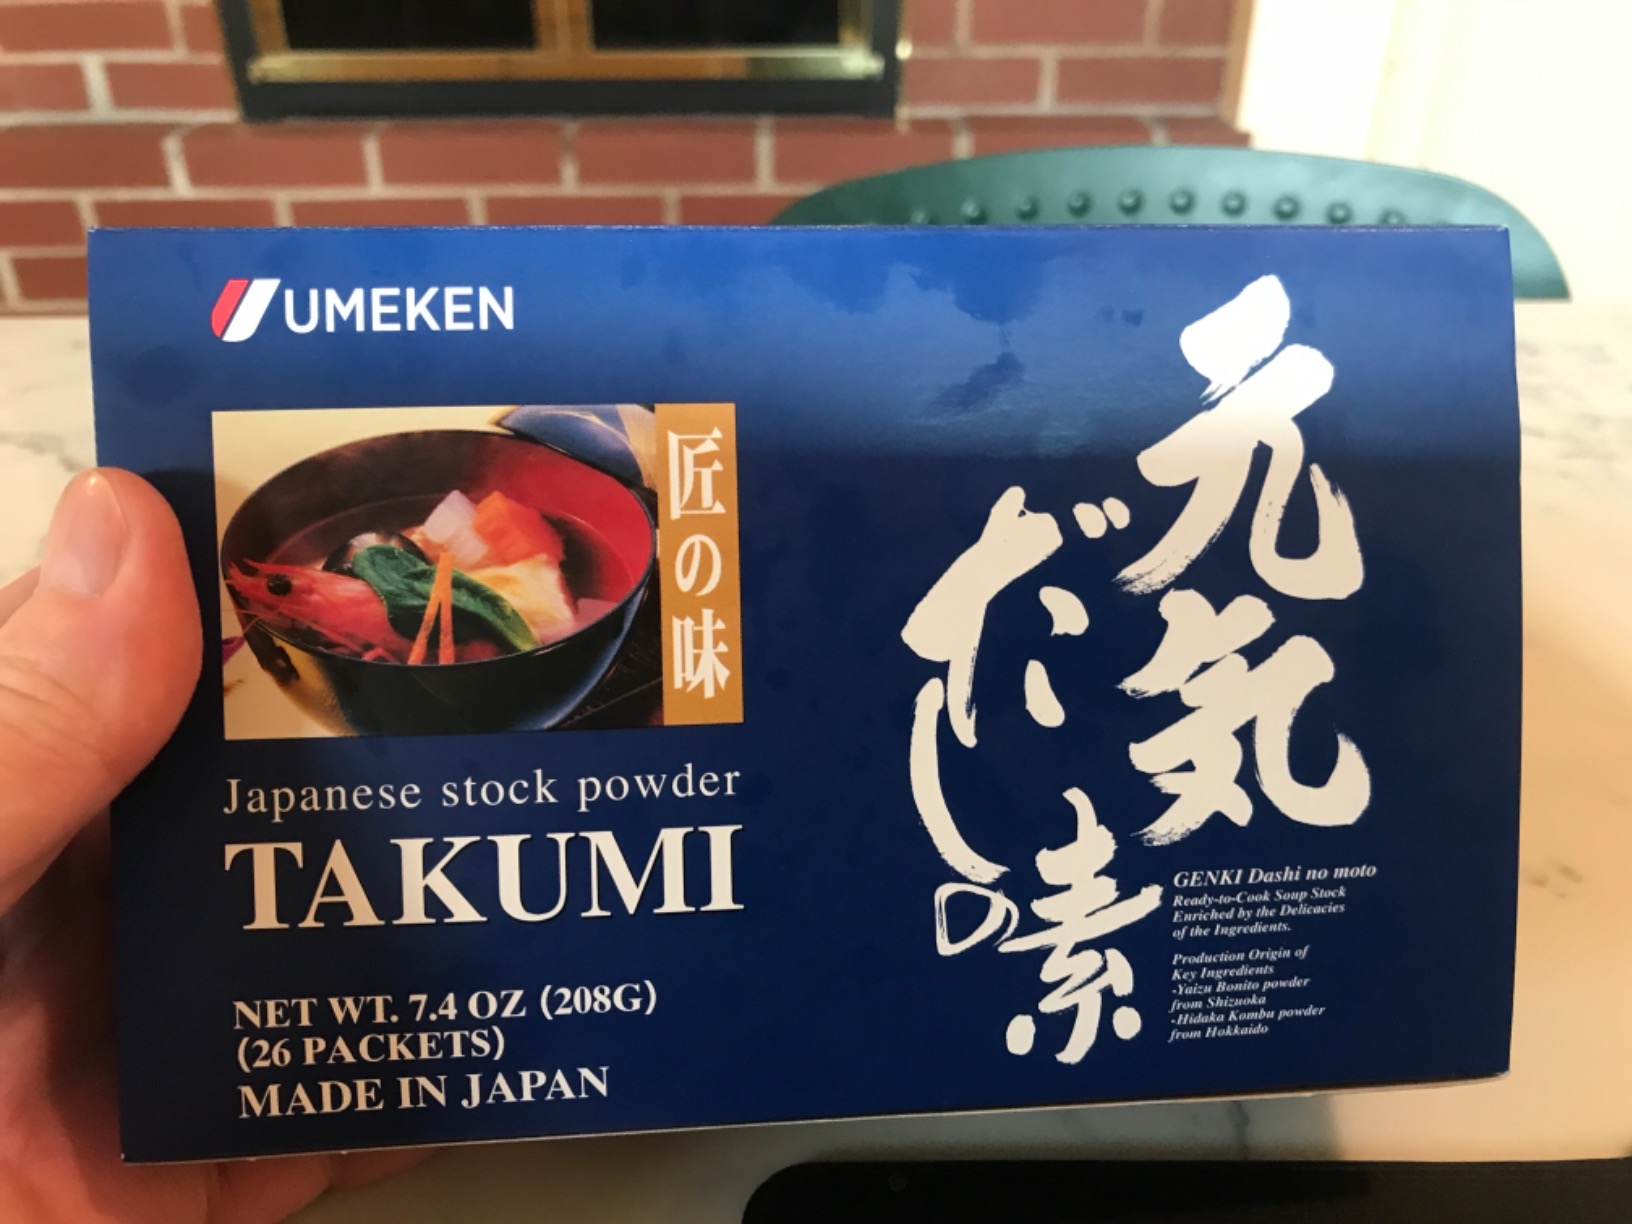 UMEKEN
匠の味
Japanese stock powder
TAKUMI
NET WT. 7.4 OZ (208G)
(26 PACKETS)
MADE IN JAPAN
元気
だしの素
GENKI Dashi no moto
Ready-to-Cook Soup Stock
Enriched by the Delicacies
of the Ingredients.
Production Origin of
Key Ingredients
-Yaizu Bonito powder
from Shizuoka
-Hidaka Kombu powder
from Hokkaido